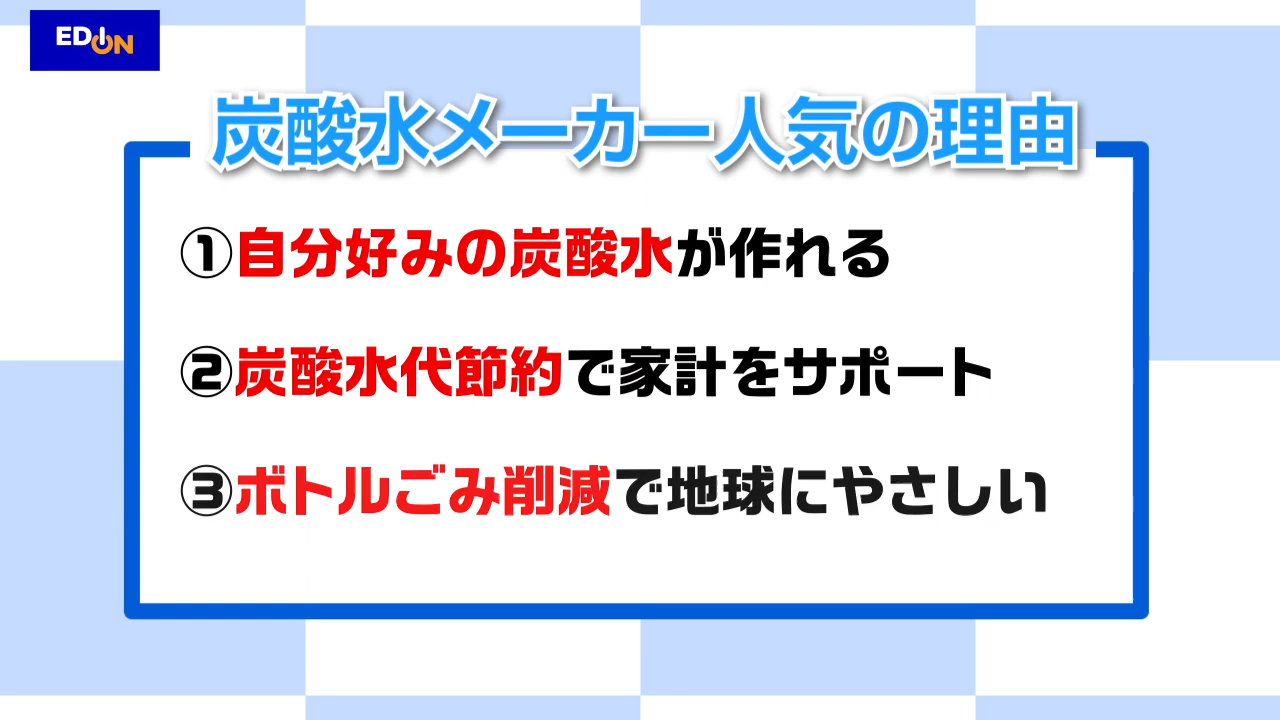 EDION
炭酸水メーカー人気の理由
①自分好みの炭酸水が作れる
②炭酸水代節約で家計をサポート
③ボトルごみ削減で地球にやさしい